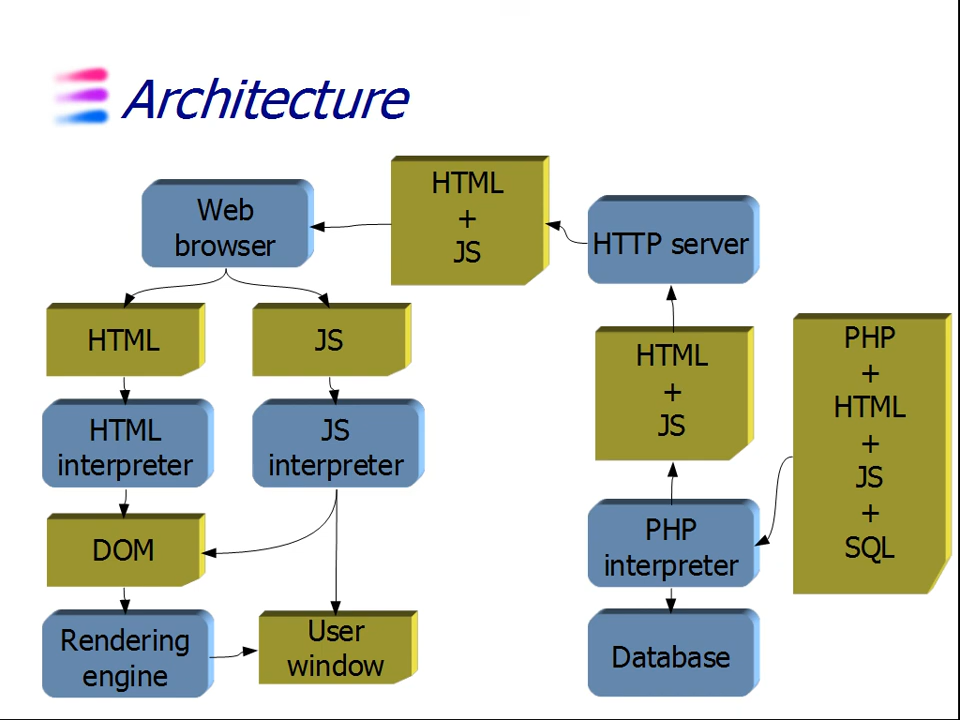 Architecture
Web
browser
HTML
+
JS
HTTP server
HTML
JS
HTML
+
JS
PHP
+
HTML
+
JS
+
SQL
HTML
interpreter
JS
interpreter
DOM
PHP
interpreter
Rendering
engine
User
window
Database